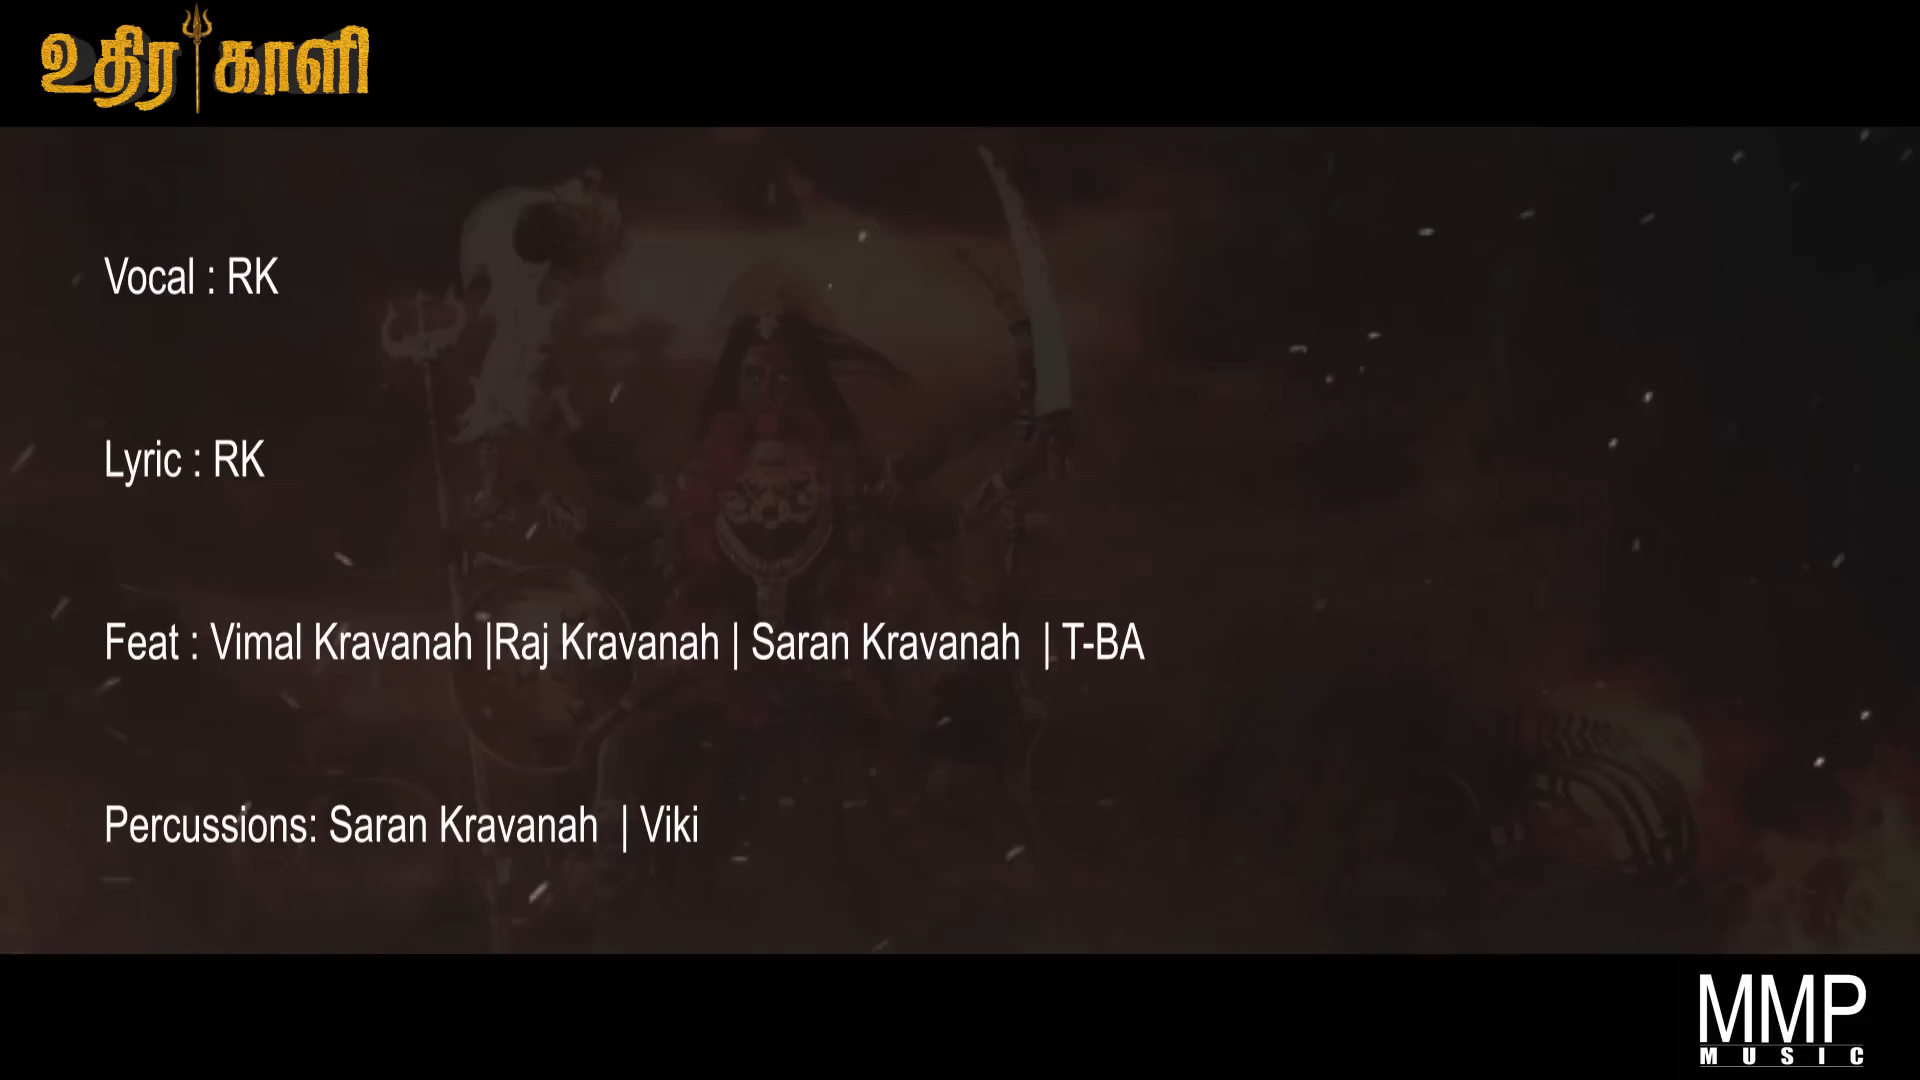 உதிர காளி
Vocal : RK
Lyric : RK
Feat : Vimal Kravanah |Raj Kravanah | Saran Kravanah | T-BA
Percussions: Saran Kravanah | Viki
MMP
MUSIC